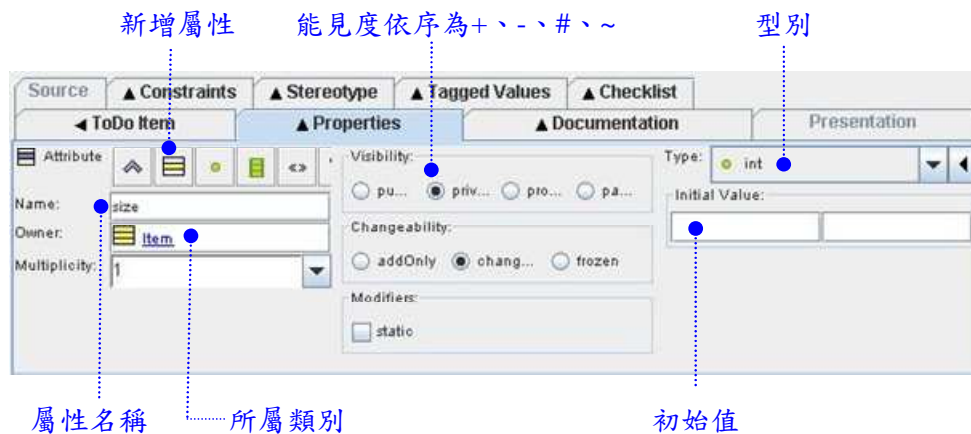 新增屬性 能見度依序為+、-、#、~ 型別
Source ▲ Constraints ▲ Stereotype ▲ Tagged Values ▲ Checklist
◀ ToDo Item ▲ Properties ▲ Documentation Presentation
Attribute Visibility: Type: int
pu... priv... pro... pa...
Initial Value:
Name: size
Changeability:
Owner: Item
addOnly chang... frozen
Multiplicity: 1
Modifiers:
static
屬性名稱 所屬類別 初始值